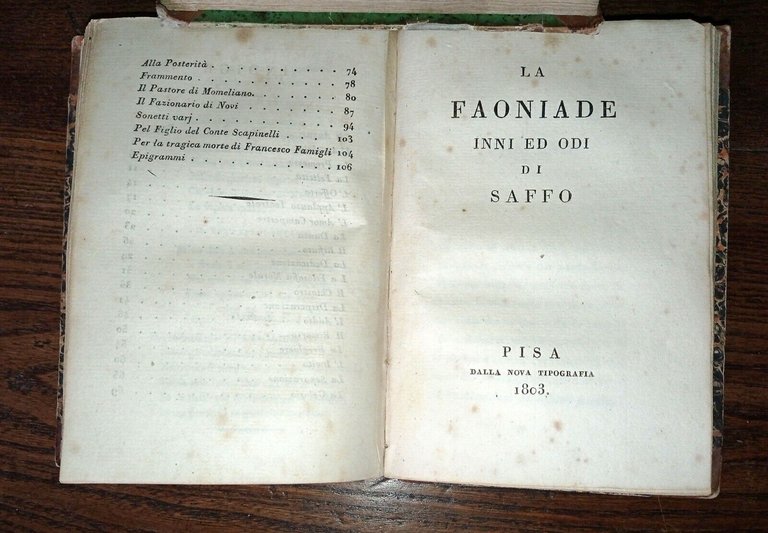 Alla Posterità . . . . . . . . . . 74
Frammento . . . . . . . . . . . 78
Il Pastore di Momeliano. . . . . . . . 80
Il Fazionario di Novi . . . . . . . . 87
Sonetti varj . . . . . . . . . . . 94
Pel Figlio del Conte Scapinelli . . . . . 103
Per la tragica morte di Francesco Famigli 104
Epigrammi . . . . . . . . . . . 106
LA
FAONIADE
INNI ED ODI
DI
SAFFO
PISA
DALLA NOVA TIPOGRAFIA
1803.